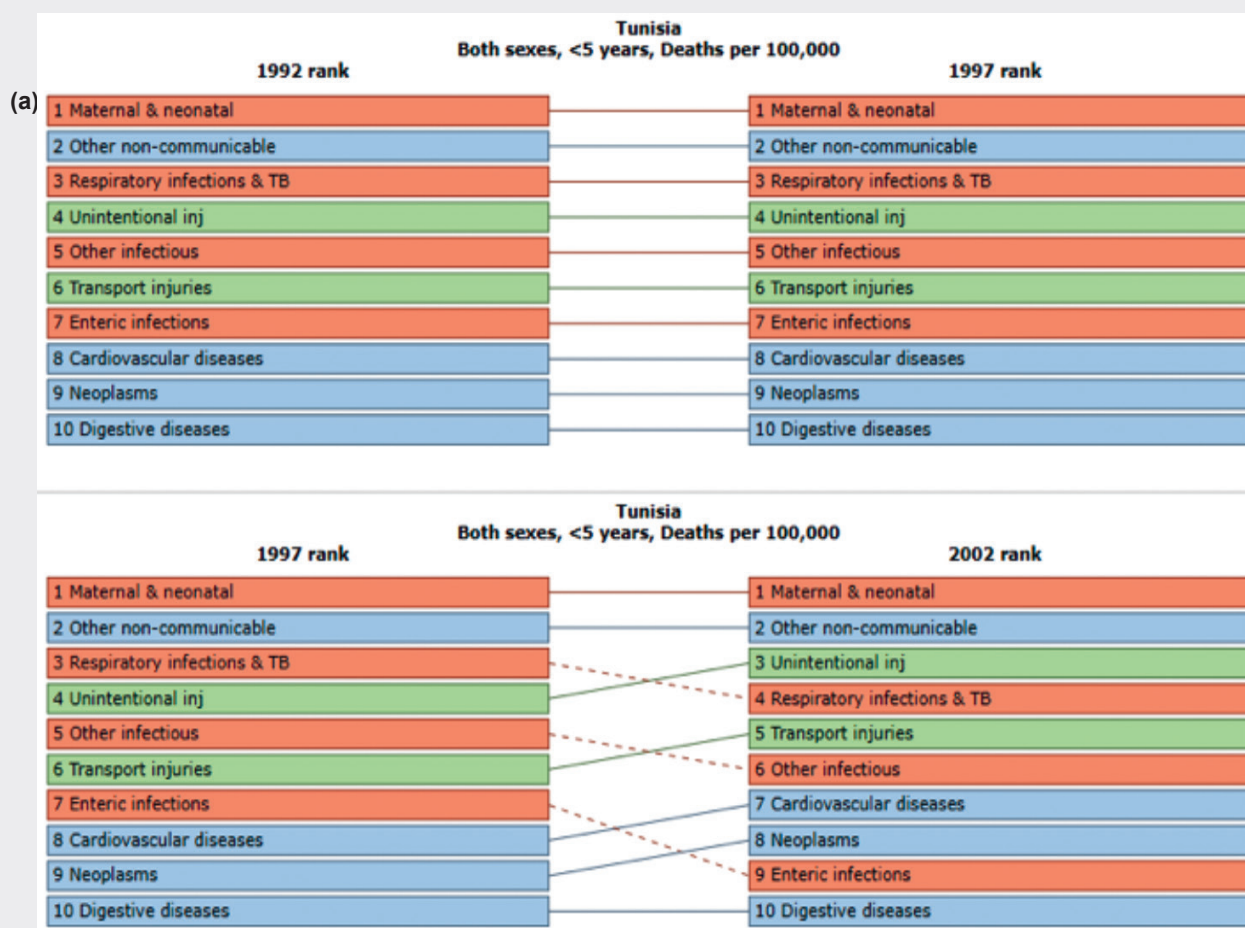 Tunisia
Both sexes, <5 years, Deaths per 100,000
1992 rank 1997 rank
(a)
1 Maternal & neonatal 1 Maternal & neonatal
2 Other non-communicable 2 Other non-communicable
3 Respiratory infections & TB 3 Respiratory infections & TB
4 Unintentional inj 4 Unintentional inj
5 Other infectious 5 Other infectious
6 Transport injuries 6 Transport injuries
7 Enteric infections 7 Enteric infections
8 Cardiovascular diseases 8 Cardiovascular diseases
9 Neoplasms 9 Neoplasms
10 Digestive diseases 10 Digestive diseases
Tunisia
Both sexes, <5 years, Deaths per 100,000
1997 rank 2002 rank
1 Maternal & neonatal 1 Maternal & neonatal
2 Other non-communicable 2 Other non-communicable
3 Respiratory infections & TB 3 Unintentional inj
4 Unintentional inj 4 Respiratory infections & TB
5 Other infectious 5 Transport injuries
6 Transport injuries 6 Other infectious
7 Enteric infections 7 Cardiovascular diseases
8 Cardiovascular diseases 8 Neoplasms
9 Neoplasms 9 Enteric infections
10 Digestive diseases 10 Digestive diseases